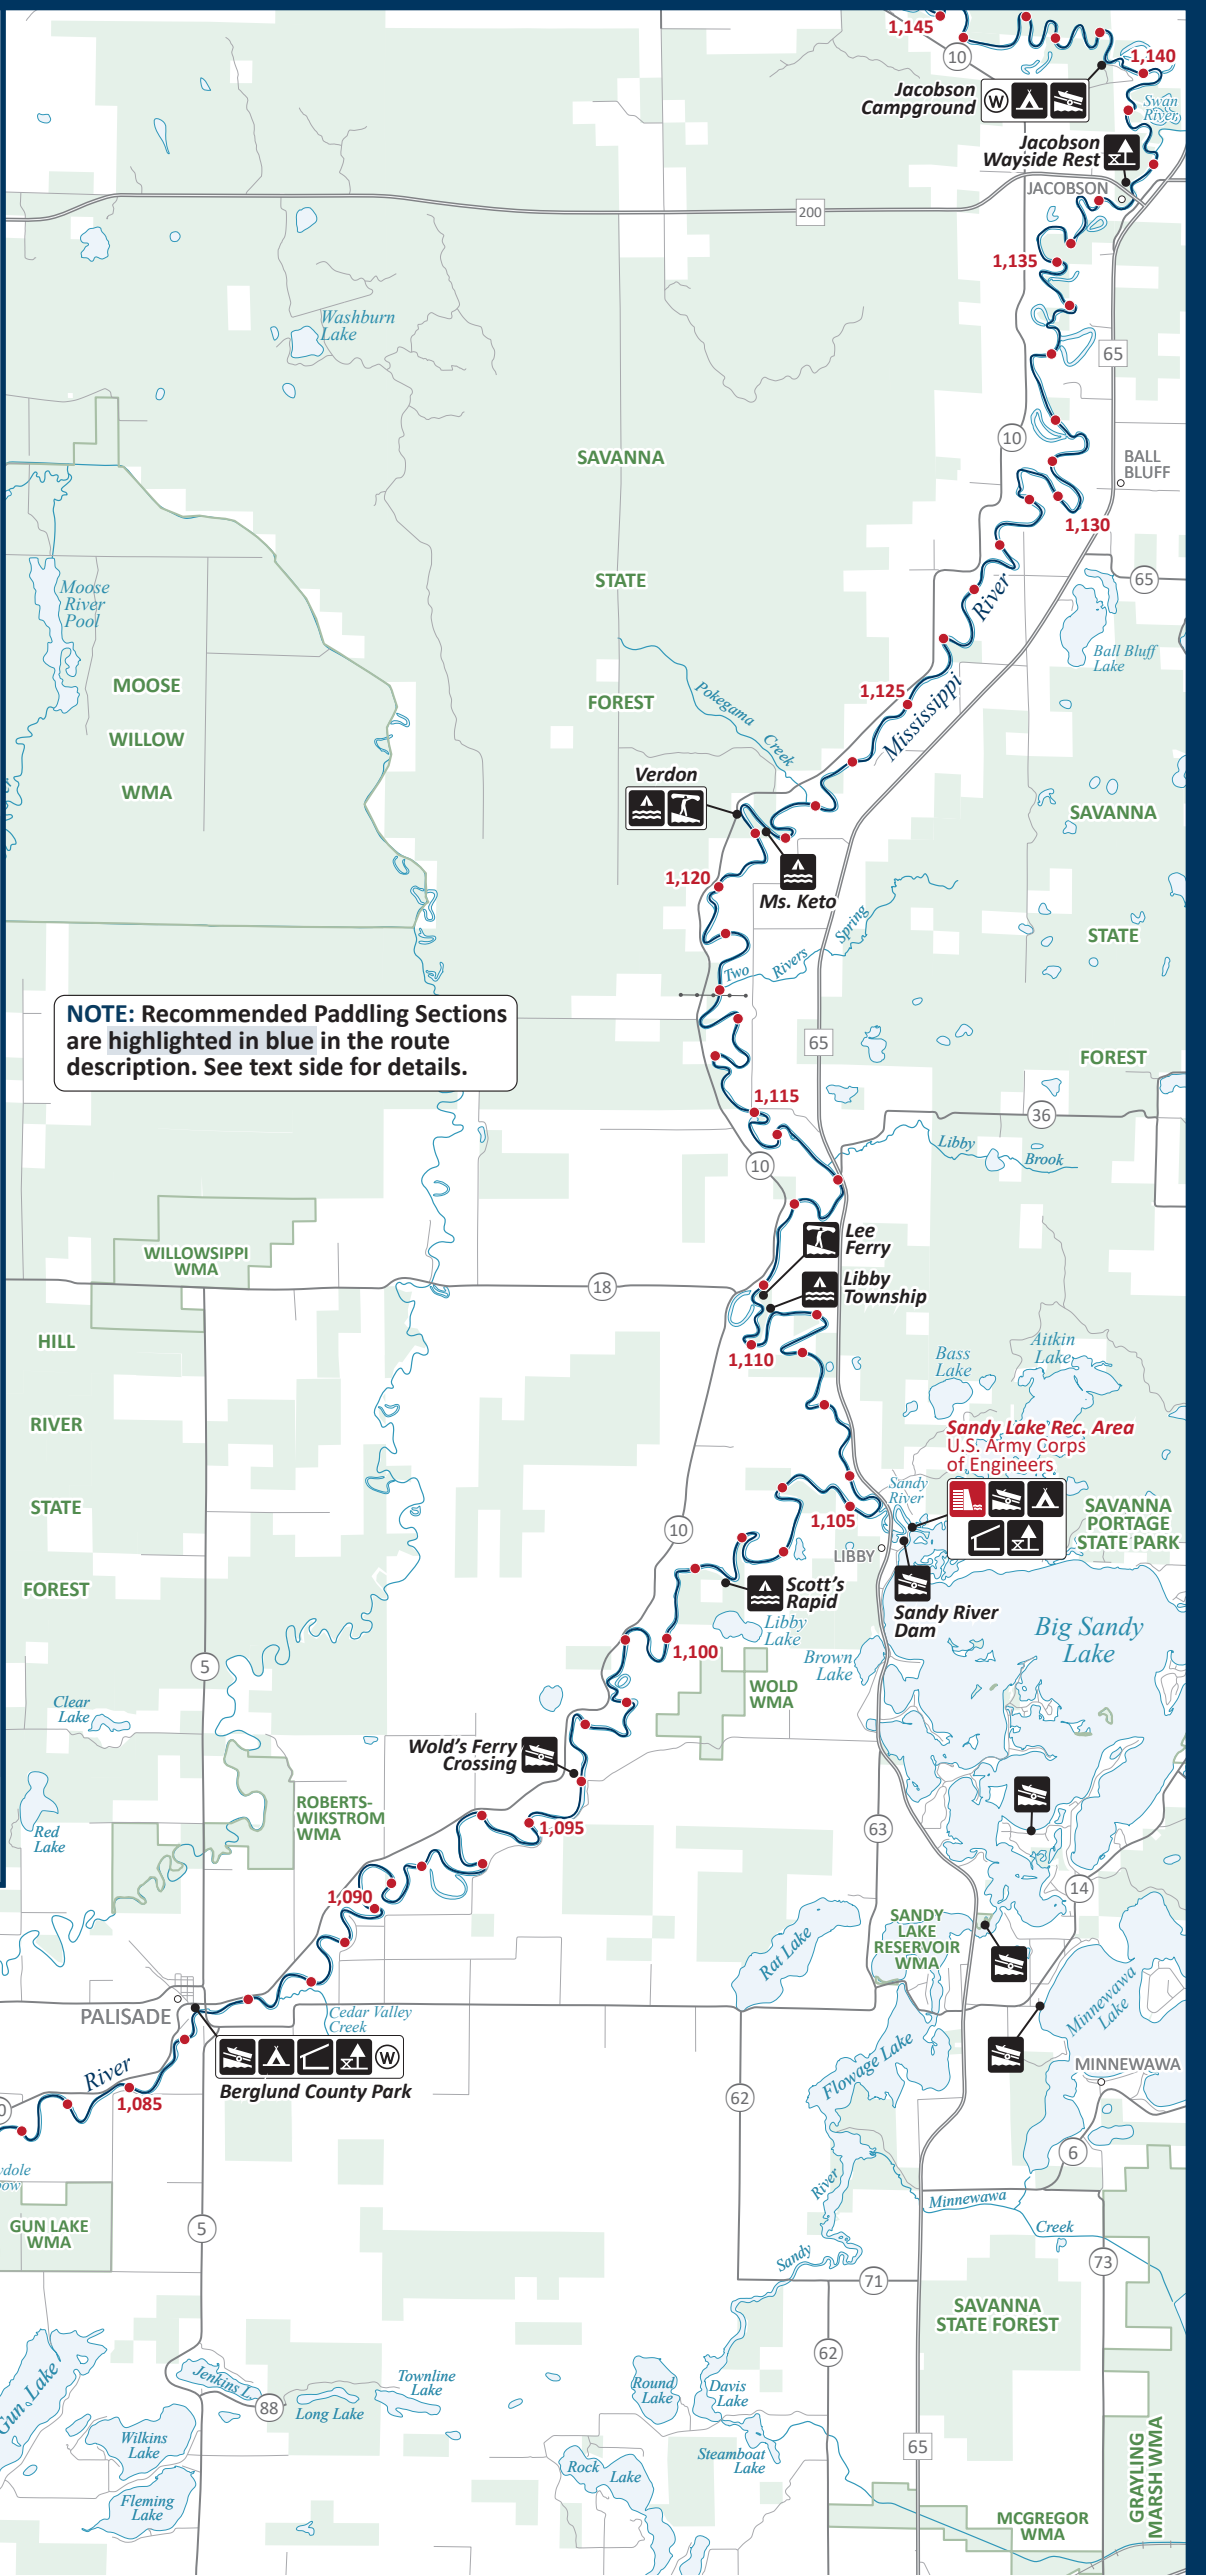 1,145
10
1,140
Jacobson
Campground
W
Swan
River
Jacobson
Wayside Rest
JACOBSON
200
1,135
Washburn
Lake
65
10
SAVANNA
BALL
BLUFF
1,130
STATE
65
Moose
River
Pool
River
Ball Bluff
Lake
MOOSE
Pokegama
Creek
1,125
FOREST
Mississippi
WILLOW
Verdon
WMA
SAVANNA
1,120
Ms. Keto
Spring
STATE
Two
Rivers
NOTE: Recommended Paddling Sections
are highlighted in blue in the route
description. See text side for details.
65
FOREST
1,115
36
Libby
Brook
10
Lee
Ferry
WILLOWSIPPI
WMA
18
Libby
Township
HILL
1,110
Bass
Lake
Aitkin
Lake
RIVER
Sandy Lake Rec. Area
U.S. Army Corps
of Engineers
STATE
Sandy
River
SAVANNA
PORTAGE
STATE PARK
1,105
10
LIBBY
FOREST
Scott's
Rapid
Sandy River
Dam
Libby
Lake
Big Sandy
Lake
1,100
Brown
Lake
5
WOLD
WMA
Clear
Lake
Wold's Ferry
Crossing
ROBERTS-
WIKSTROM
WMA
Red
Lake
1,095
63
14
1,090
SANDY
LAKE
RESERVOIR
WMA
Rat Lake
PALISADE
Cedar Valley
Creek
Minnewawa
Lake
River
W
Berglund County Park
Flowage Lake
MINNEWAWA
1,085
0
62
6
dole
ow
River
Minnewawa
Creek
GUN LAKE
WMA
5
Sandy
71
73
SAVANNA
STATE FOREST
62
Gun Lake
Jenkins L.
88
Long Lake
Townline
Lake
Round
Lake
Davis
Lake
Wilkins
Lake
Steamboat
Lake
65
Rock
Lake
Fleming
Lake
MCGREGOR
WMA
GRAYLING
MARSH WMA